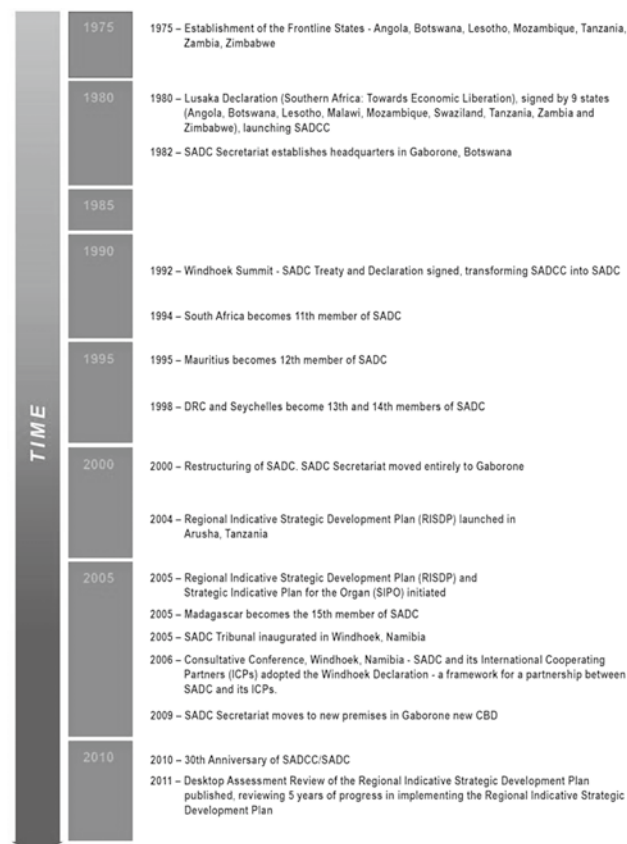 TIME
1975
1975 – Establishment of the Frontline States - Angola, Botswana, Lesotho, Mozambique, Tanzania,
Zambia, Zimbabwe
1980
1980 – Lusaka Declaration (Southern Africa: Towards Economic Liberation), signed by 9 states
(Angola, Botswana, Lesotho, Malawi, Mozambique, Swaziland, Tanzania, Zambia and
Zimbabwe), launching SADCC
1982 – SADC Secretariat establishes headquarters in Gaborone, Botswana
1985
1990
1992 – Windhoek Summit - SADC Treaty and Declaration signed, transforming SADCC into SADC
1994 – South Africa becomes 11th member of SADC
1995
1995 – Mauritius becomes 12th member of SADC
1998 – DRC and Seychelles become 13th and 14th members of SADC
2000
2000 – Restructuring of SADC. SADC Secretariat moved entirely to Gaborone
2004 – Regional Indicative Strategic Development Plan (RISDP) launched in
Arusha, Tanzania
2005
2005 – Regional Indicative Strategic Development Plan (RISDP) and
Strategic Indicative Plan for the Organ (SIPO) initiated
2005 – Madagascar becomes the 15th member of SADC
2005 – SADC Tribunal inaugurated in Windhoek, Namibia
2006 – Consultative Conference, Windhoek, Namibia - SADC and its International Cooperating
Partners (ICPs) adopted the Windhoek Declaration - a framework for a partnership between
SADC and its ICPs.
2009 – SADC Secretariat moves to new premises in Gaborone new CBD
2010
2010 – 30th Anniversary of SADCC/SADC
2011 – Desktop Assessment Review of the Regional Indicative Strategic Development Plan
published, reviewing 5 years of progress in implementing the Regional Indicative Strategic
Development Plan